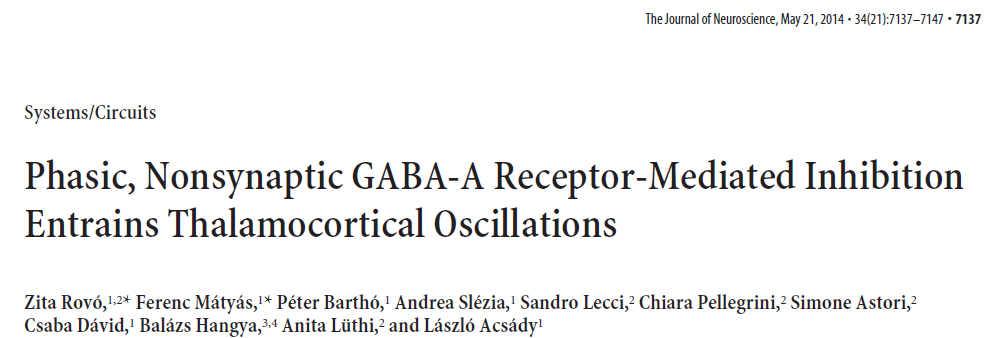 The Journal of Neuroscience, May 21, 2014 • 34(21):7137–7147 • 7137
Systems/Circuits
Phasic, Nonsynaptic GABA-A Receptor-Mediated Inhibition
Entrains Thalamocortical Oscillations
Zita Rovó,1,2* Ferenc Mátyás,1* Péter Barthó,1 Andrea Slézia,1 Sandro Lecci,2 Chiara Pellegrini,2 Simone Astori,2
Csaba Dávid,1 Balázs Hangya,3,4 Anita Lüthi,2 and László Acsády1